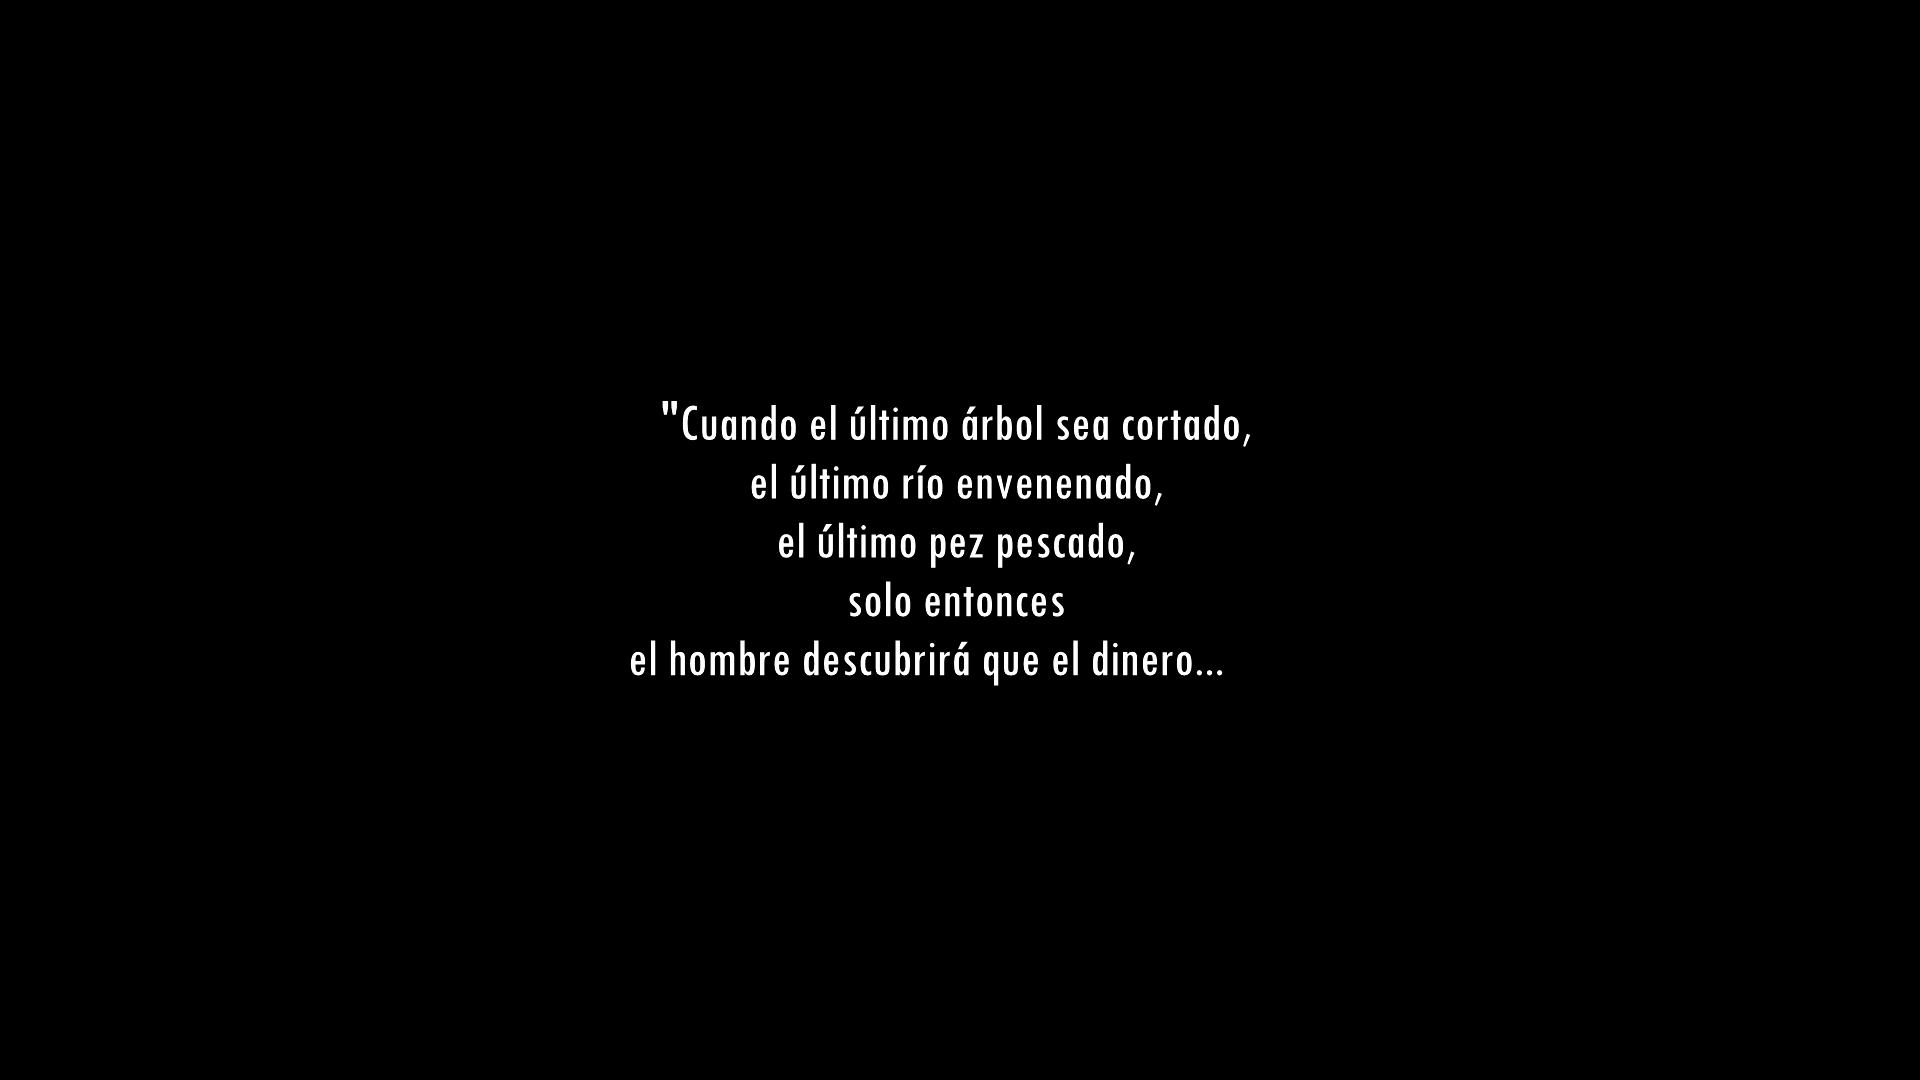 "Cuando el último árbol sea cortado,
el último río envenenado,
el último pez pescado,
solo entonces
el hombre descubrirá que el dinero...